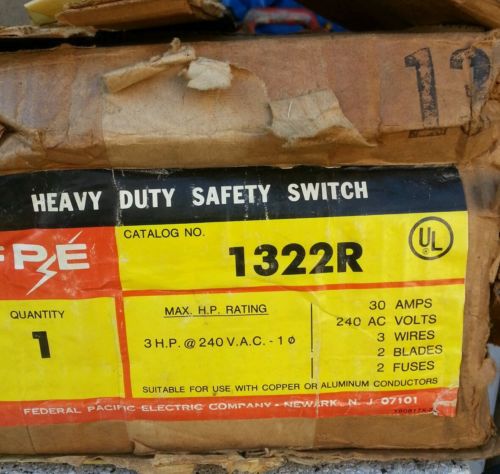 HEAVY DUTY SAFETY SWITCH
FPE
CATALOG NO.
1322R
UL
QUANTITY
1
MAX. H.P. RATING
3 H.P. @ 240 V.A.C. - 1 ø
30 AMPS
240 AC VOLTS
3 WIRES
2 BLADES
2 FUSES
SUITABLE FOR USE WITH COPPER OR ALUMINUM CONDUCTORS
FEDERAL PACIFIC ELECTRIC COMPANY - NEWARK, N. J. 07101